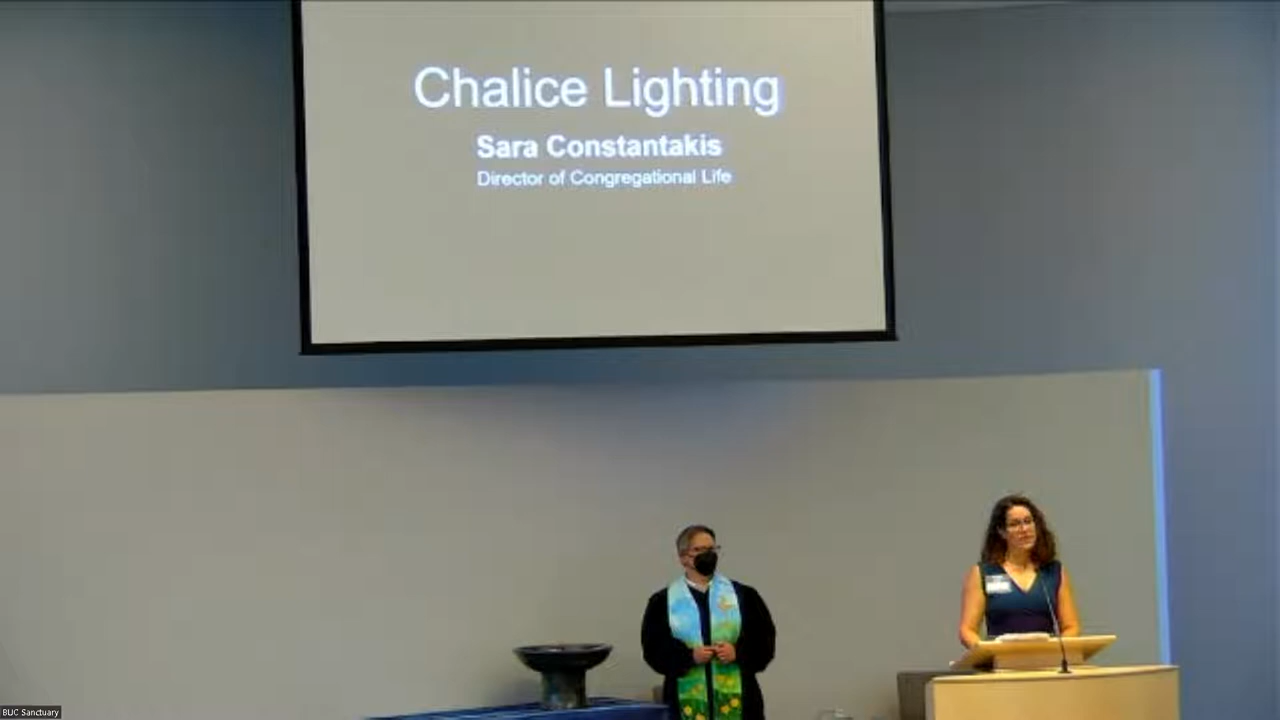 Chalice Lighting
Sara Constantakis
Director of Congregational Life
BUC Sanctuary